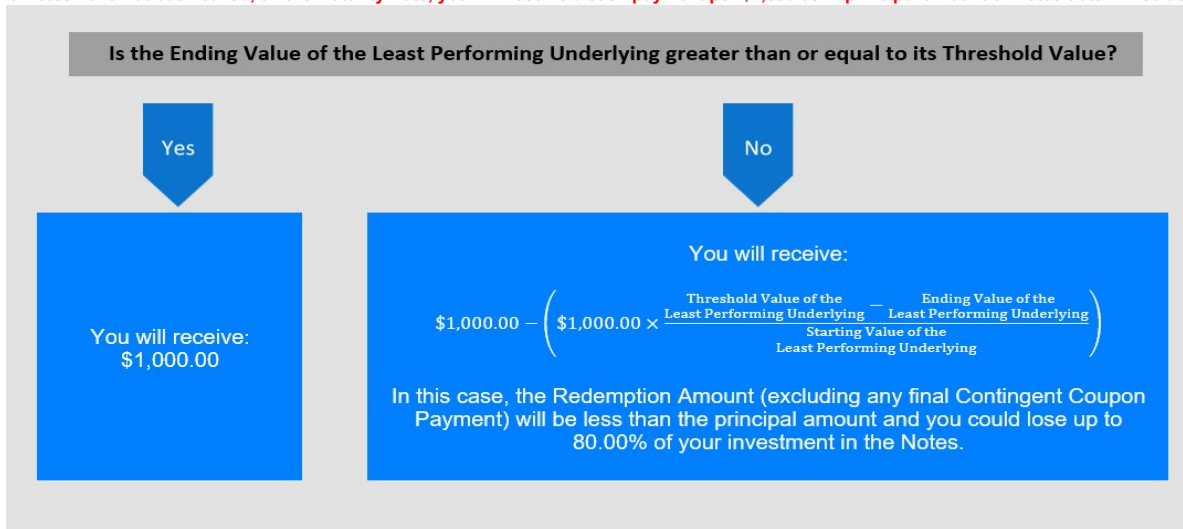 Is the Ending Value of the Least Performing Underlying greater than or equal to its Threshold Value?
Yes
No
You will receive:
$1,000.00
You will receive:
$1,000.00 − ( $1,000.00 × (Threshold Value of the Least Performing Underlying − Ending Value of the Least Performing Underlying) / Starting Value of the Least Performing Underlying )
In this case, the Redemption Amount (excluding any final Contingent Coupon
Payment) will be less than the principal amount and you could lose up to
80.00% of your investment in the Notes.